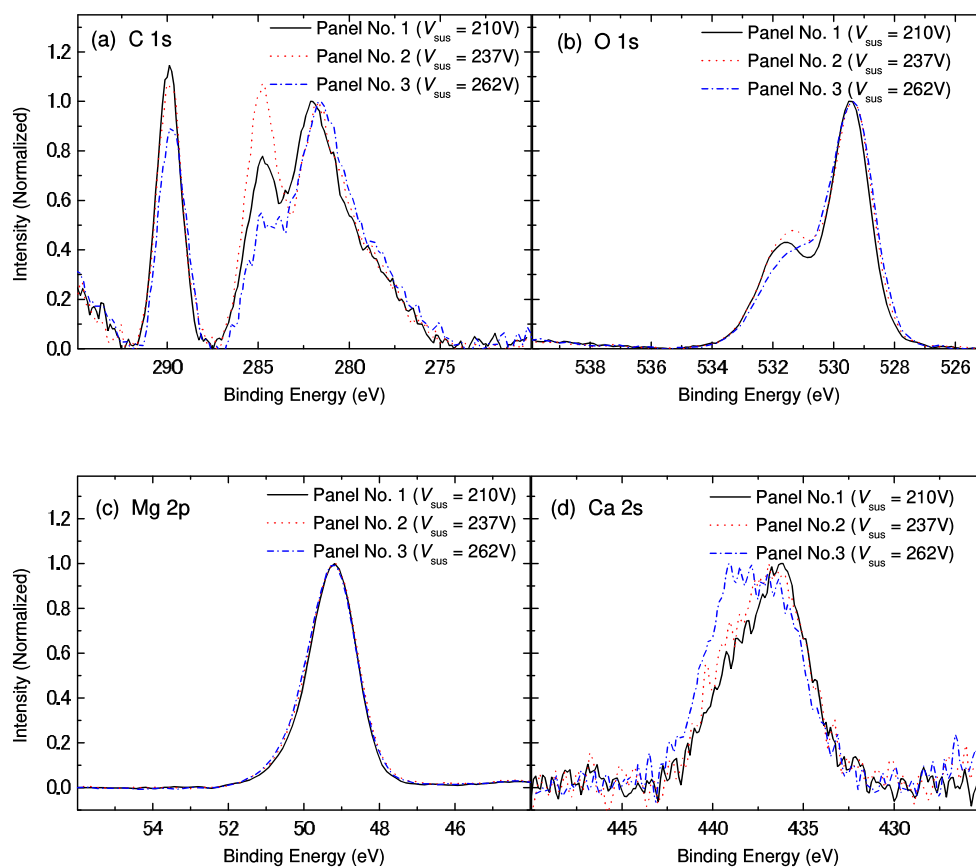 (a) C 1s
Panel No. 1 (Vsus = 210V)
Panel No. 2 (Vsus = 237V)
Panel No. 3 (Vsus = 262V)
1.2
1.0
0.8
0.6
0.4
0.2
0.0
Intensity (Normalized)
290 285 280 275
Binding Energy (eV)
(b) O 1s
Panel No. 1 (Vsus = 210V)
Panel No. 2 (Vsus = 237V)
Panel No. 3 (Vsus = 262V)
538 536 534 532 530 528 526
Binding Energy (eV)
(c) Mg 2p
Panel No. 1 (Vsus = 210V)
Panel No. 2 (Vsus = 237V)
Panel No. 3 (Vsus = 262V)
1.2
1.0
0.8
0.6
0.4
0.2
0.0
Intensity (Normalized)
54 52 50 48 46
Binding Energy (eV)
(d) Ca 2s
Panel No.1 (Vsus = 210V)
Panel No.2 (Vsus = 237V)
Panel No.3 (Vsus = 262V)
445 440 435 430
Binding Energy (eV)